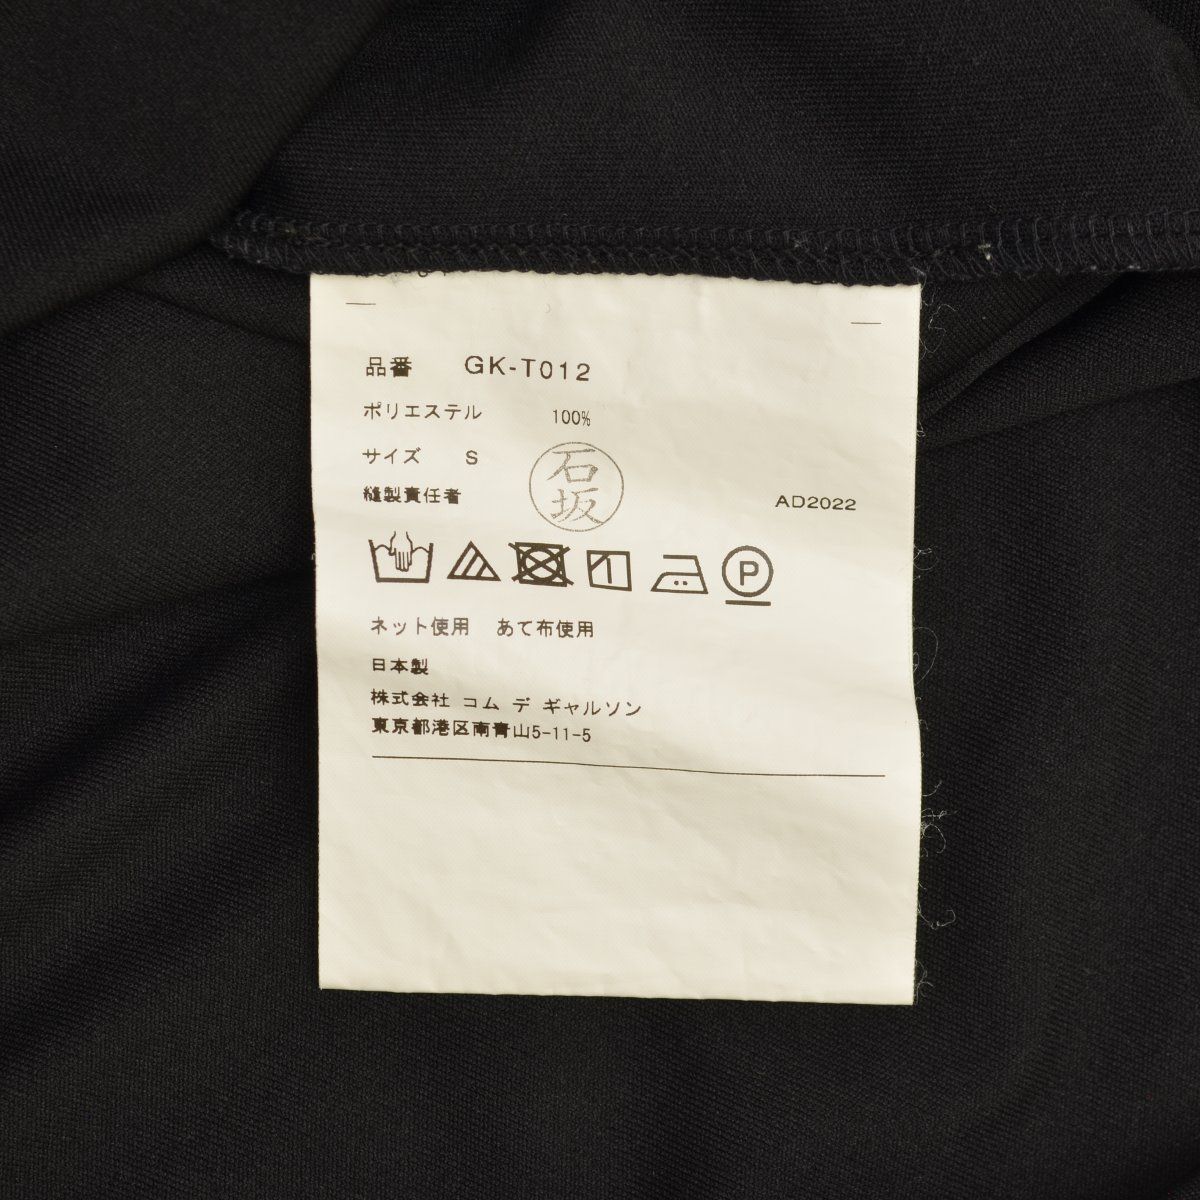 品番 GK-T012
ポリエステル 100%
サイズ S
石坂
縫製責任者 AD2022
P
ネット使用 あて布使用
日本製
株式会社 コム デ ギャルソン
東京都港区南青山5-11-5